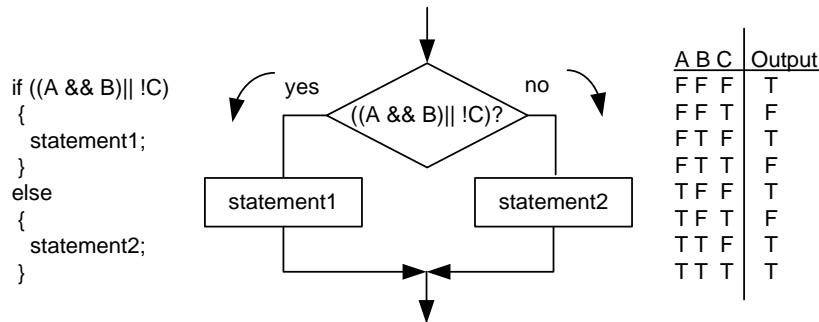 if ((A && B)|| !C)
{
statement1;
}
else
{
statement2;
}
yes
no
((A && B)|| !C)?
statement1
statement2
A B C Output
F F F T
F F T F
F T F F
F T T F
T F F T
T F T F
T T F T
T T T T